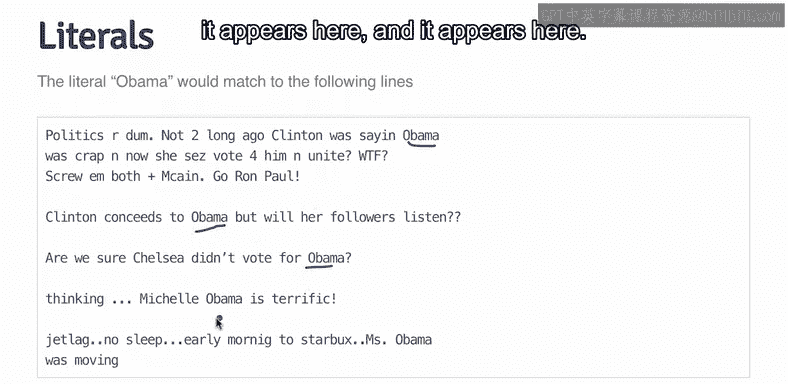 Literals
it appears here, and it appears here.
The literal “Obama” would match to the following lines
Politics r dum. Not 2 long ago Clinton was sayin Obama
was crap n now she sez vote 4 him n unite? WTF?
Screw em both + Mcain. Go Ron Paul!
Clinton conceeds to Obama but will her followers listen??
Are we sure Chelsea didn’t vote for Obama?
thinking ... Michelle Obama is terrific!
jetlag..no sleep...early mornig to starbux..Ms. Obama
was moving